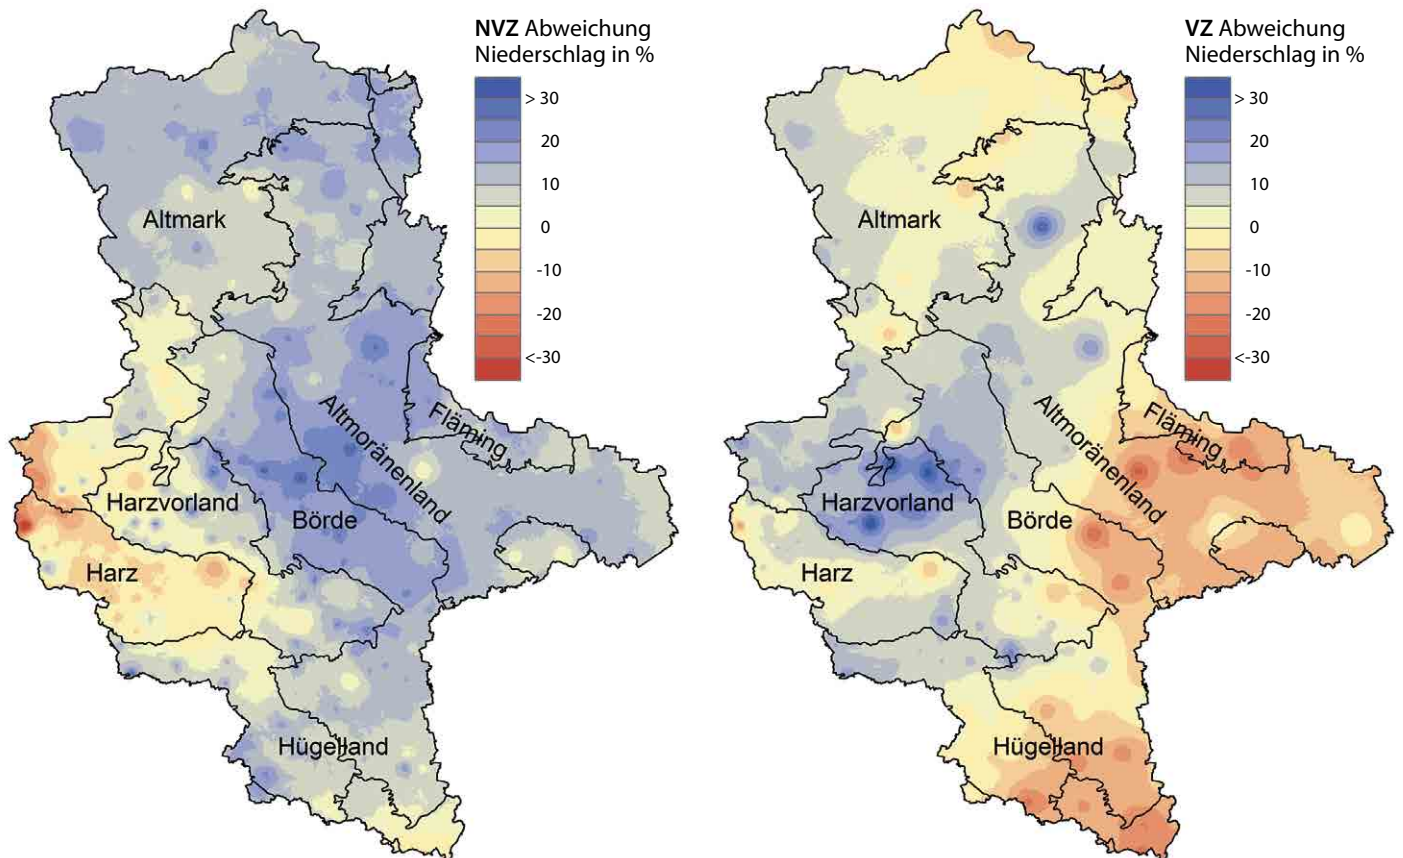 NVZ Abweichung
Niederschlag in %
> 30
20
10
0
-10
-20
<-30
Altmark
Altmoränenland
Fläming
Harzvorland
Börde
Harz
Hügelland
VZ Abweichung
Niederschlag in %
> 30
20
10
0
-10
-20
<-30
Altmark
Altmoränenland
Fläming
Harzvorland
Börde
Harz
Hügelland